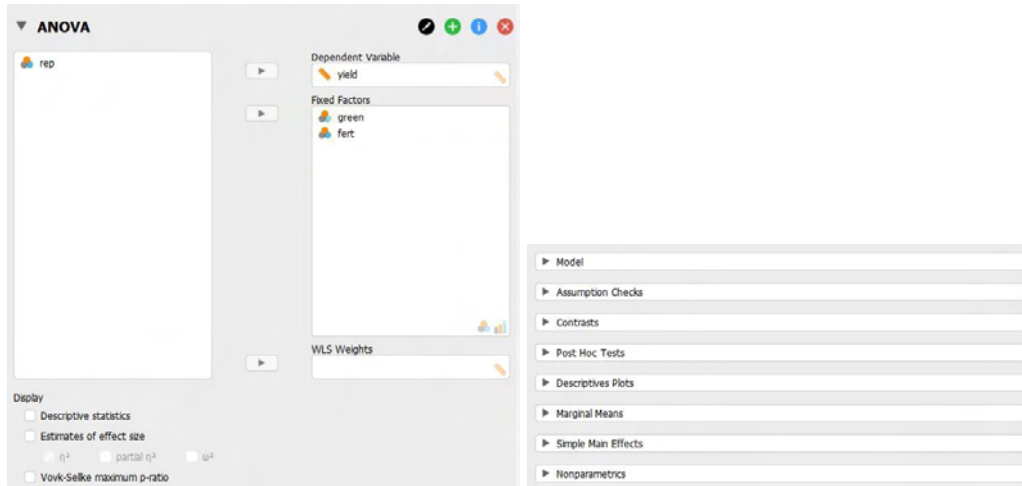 ANOVA
rep
Dependent Variable
yield
Fixed Factors
green
fert
WLS Weights
Display
Descriptive statistics
Estimates of effect size
η² partial η² ω²
Vovk-Sellke maximum p-ratio
Model
Assumption Checks
Contrasts
Post Hoc Tests
Descriptives Plots
Marginal Means
Simple Main Effects
Nonparametrics